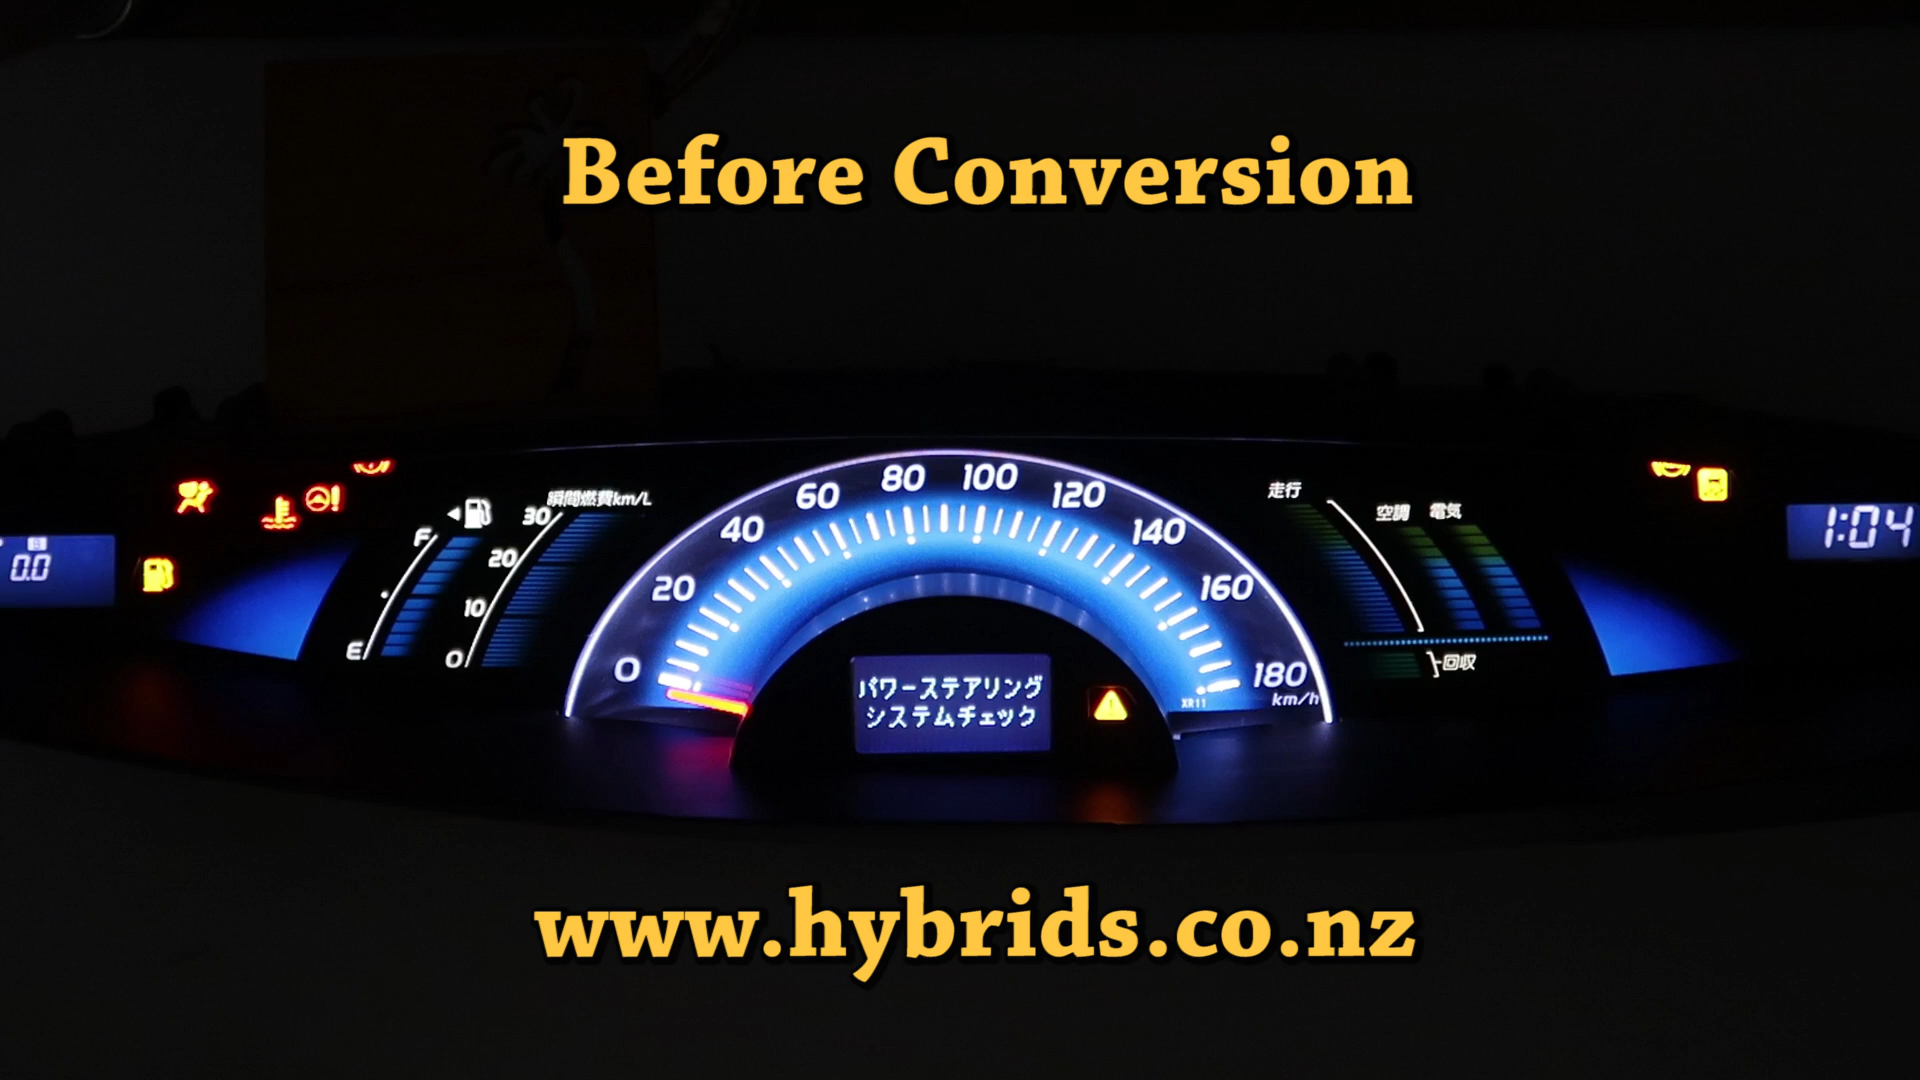 Before Conversion
80 100
60 120
40 140
20 160
0 180
km/h
XR11
瞬間燃費km/L
30
20
10
0
F
E
0.0
走行
空調 電気
回収
1:04
パワーステアリング
システムチェック
www.hybrids.co.nz